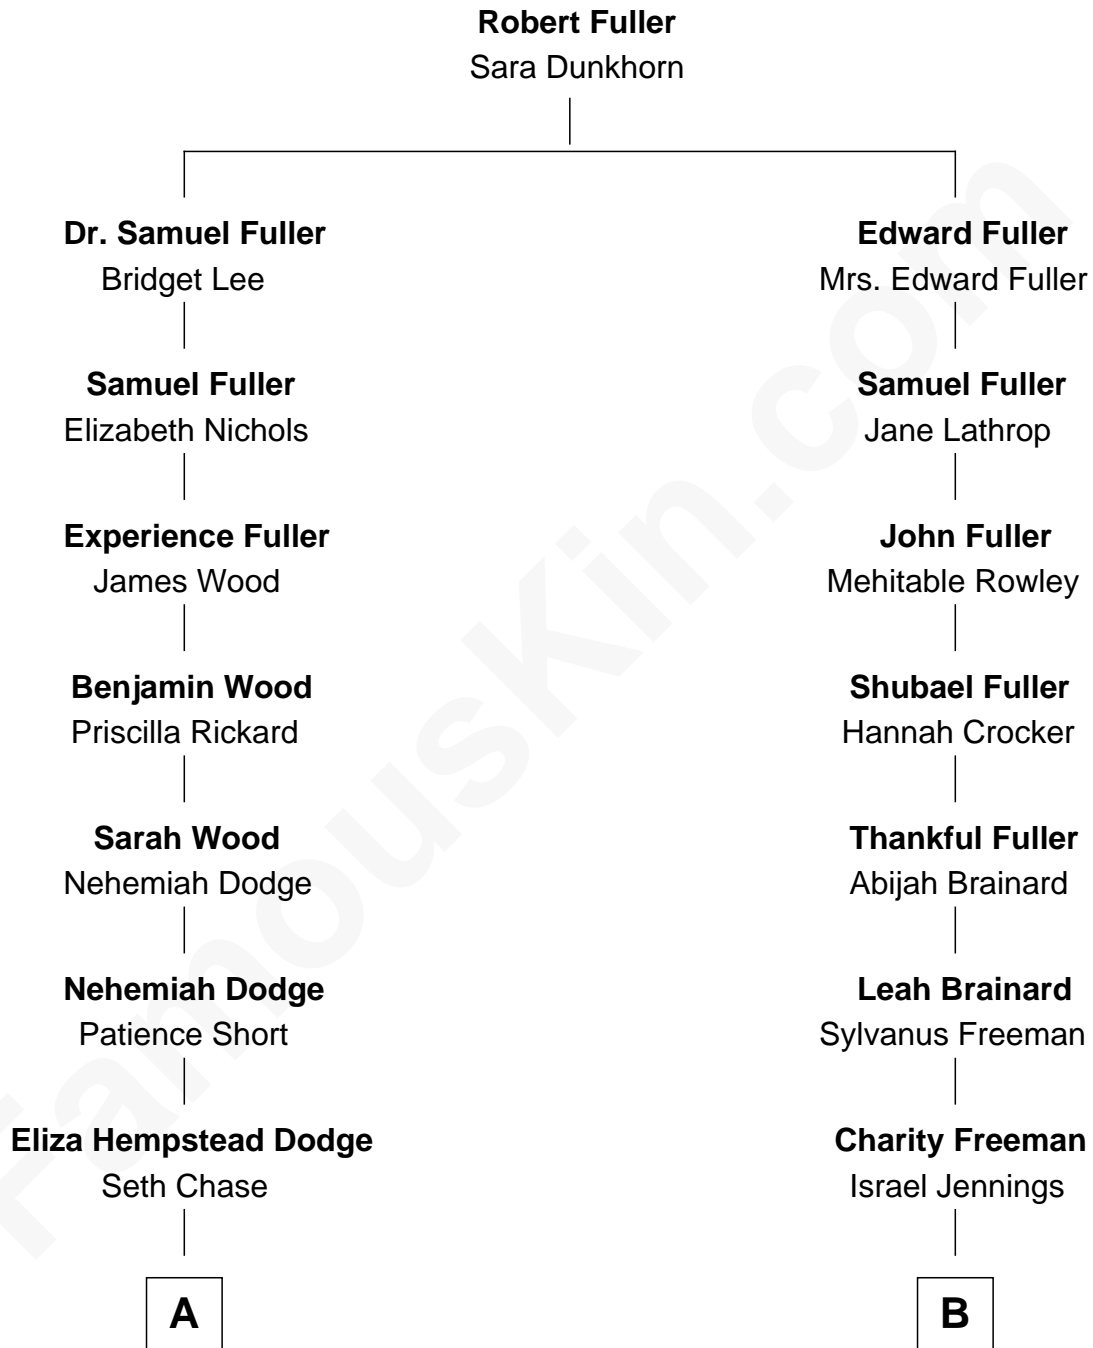 Robert Fuller
Sara Dunkhorn
Dr. Samuel Fuller
Bridget Lee
Edward Fuller
Mrs. Edward Fuller
Samuel Fuller
Elizabeth Nichols
Samuel Fuller
Jane Lathrop
Experience Fuller
James Wood
John Fuller
Mehitable Rowley
Benjamin Wood
Priscilla Rickard
Shubael Fuller
Hannah Crocker
Sarah Wood
Nehemiah Dodge
Thankful Fuller
Abijah Brainard
Nehemiah Dodge
Patience Short
Leah Brainard
Sylvanus Freeman
Eliza Hempstead Dodge
Seth Chase
Charity Freeman
Israel Jennings
A
B
FamousKin.com